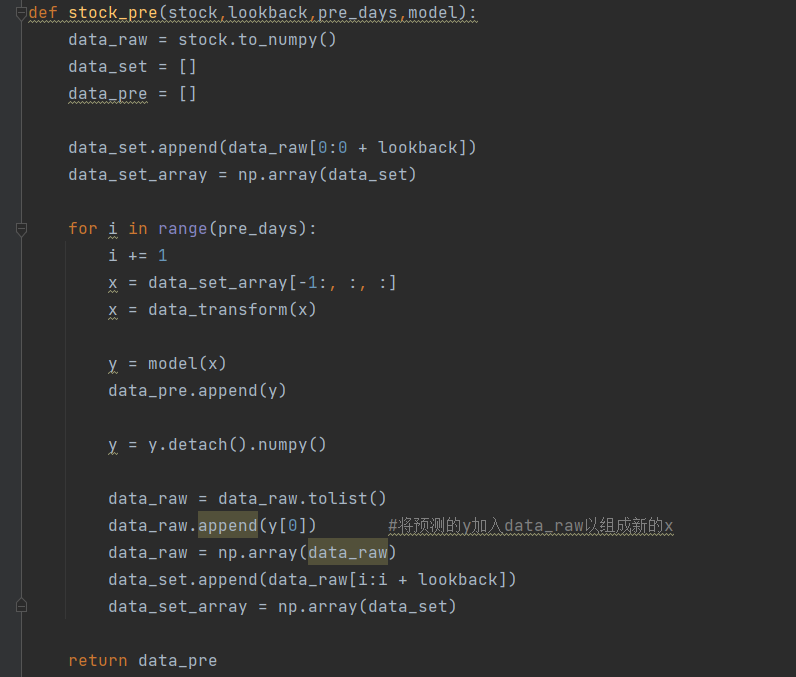 def stock_pre(stock,lookback,pre_days,model):
    data_raw = stock.to_numpy()
    data_set = []
    data_pre = []
    data_set.append(data_raw[0:0 + lookback])
    data_set_array = np.array(data_set)
    for i in range(pre_days):
        i += 1
        x = data_set_array[-1:, :, :]
        x = data_transform(x)
        y = model(x)
        data_pre.append(y)
        y = y.detach().numpy()
        data_raw = data_raw.tolist()
        data_raw.append(y[0])       #将预测的y加入data_raw以组成新的x
        data_raw = np.array(data_raw)
        data_set.append(data_raw[i:i + lookback])
        data_set_array = np.array(data_set)
    return data_pre